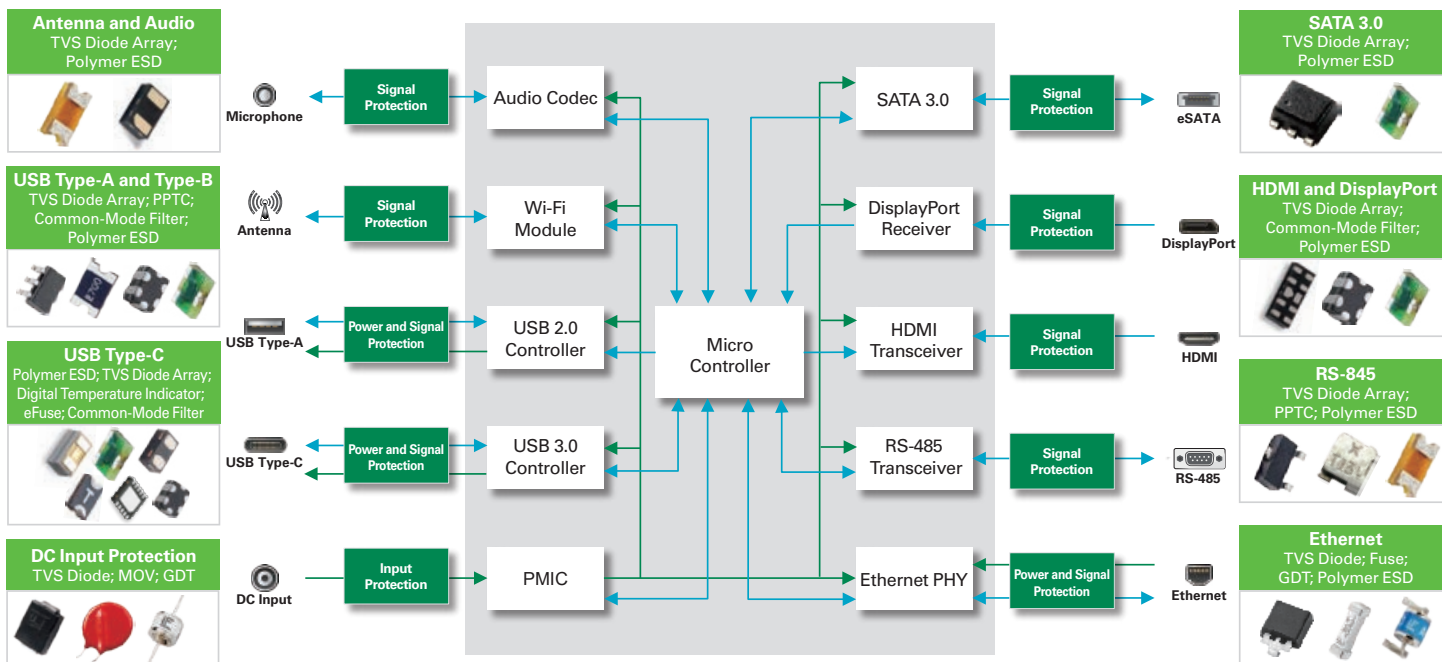 Antenna and Audio
TVS Diode Array;
Polymer ESD
USB Type-A and Type-B
TVS Diode Array; PPTC;
Common-Mode Filter;
Polymer ESD
USB Type-C
Polymer ESD; TVS Diode Array;
Digital Temperature Indicator;
eFuse; Common-Mode Filter
DC Input Protection
TVS Diode; MOV; GDT
Microphone
Antenna
USB Type-A
USB Type-C
DC Input
Signal
Protection
Signal
Protection
Power and Signal
Protection
Power and Signal
Protection
Input
Protection
Audio Codec
Wi-Fi
Module
USB 2.0
Controller
USB 3.0
Controller
PMIC
Micro
Controller
SATA 3.0
DisplayPort
Receiver
HDMI
Transceiver
RS-485
Transceiver
Ethernet PHY
Signal
Protection
Signal
Protection
Signal
Protection
Signal
Protection
Power and Signal
Protection
eSATA
DisplayPort
HDMI
RS-485
Ethernet
SATA 3.0
TVS Diode Array;
Polymer ESD
HDMI and DisplayPort
TVS Diode Array;
Common-Mode Filter;
Polymer ESD
RS-845
TVS Diode Array;
PPTC; Polymer ESD
Ethernet
TVS Diode; Fuse;
GDT; Polymer ESD